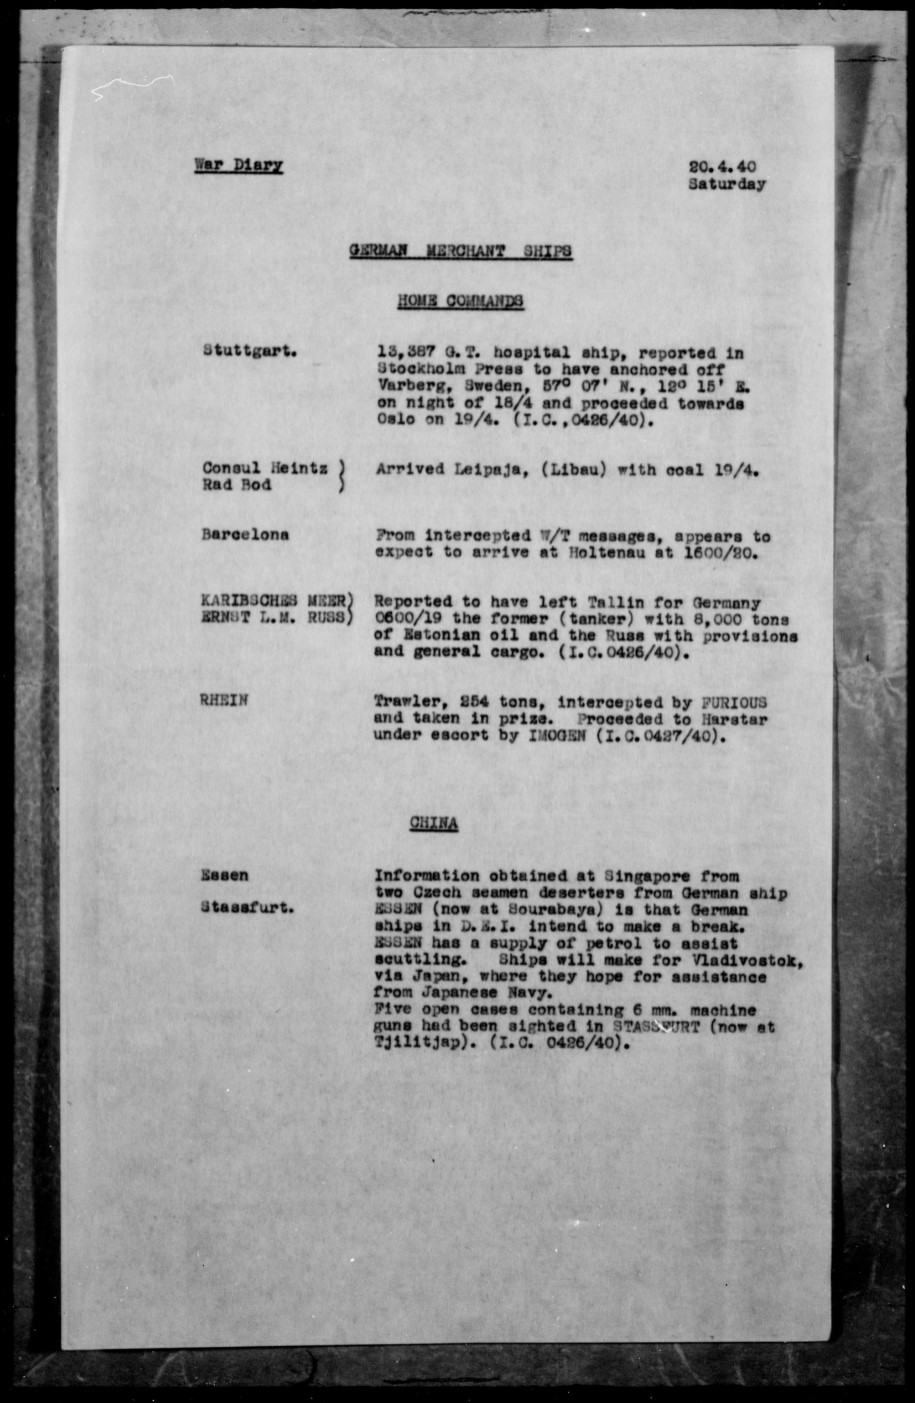 War Diary
20.4.40
Saturday
GERMAN MERCHANT SHIPS
HOME COMMANDS
Stuttgart. 13,387 G.T. hospital ship, reported in
Stockholm Press to have anchored off
Varberg, Sweden, 57° 07' N., 12° 15' E.
on night of 18/4 and proceeded towards
Oslo on 19/4. (I.C.,0426/40).
Consul Heintz ) Arrived Leipaja, (Libau) with coal 19/4.
Rad Bod )
Barcelona From intercepted W/T messages, appears to
expect to arrive at Holtenau at 1600/20.
KARIBSCHES MEER) Reported to have left Tallin for Germany
ERNST L.M. RUSS) 0600/19 the former (tanker) with 8,000 tons
of Estonian oil and the Russ with provisions
and general cargo. (I.C.0426/40).
RHEIN Trawler, 254 tons, intercepted by FURIOUS
and taken in prize. Proceeded to Harstar
under escort by IMOGEN (I.C.0427/40).
CHINA
Essen Information obtained at Singapore from
two Czech seamen deserters from German ship
Stassfurt. ESSEN (now at Sourabaya) is that German
ships in D.E.I. intend to make a break.
ESSEN has a supply of petrol to assist
scuttling. Ships will make for Vladivostok,
via Japan, where they hope for assistance
from Japanese Navy.
Five open cases containing 6 mm. machine
guns had been sighted in STASSFURT (now at
Tjilitjap). (I.C. 0426/40).